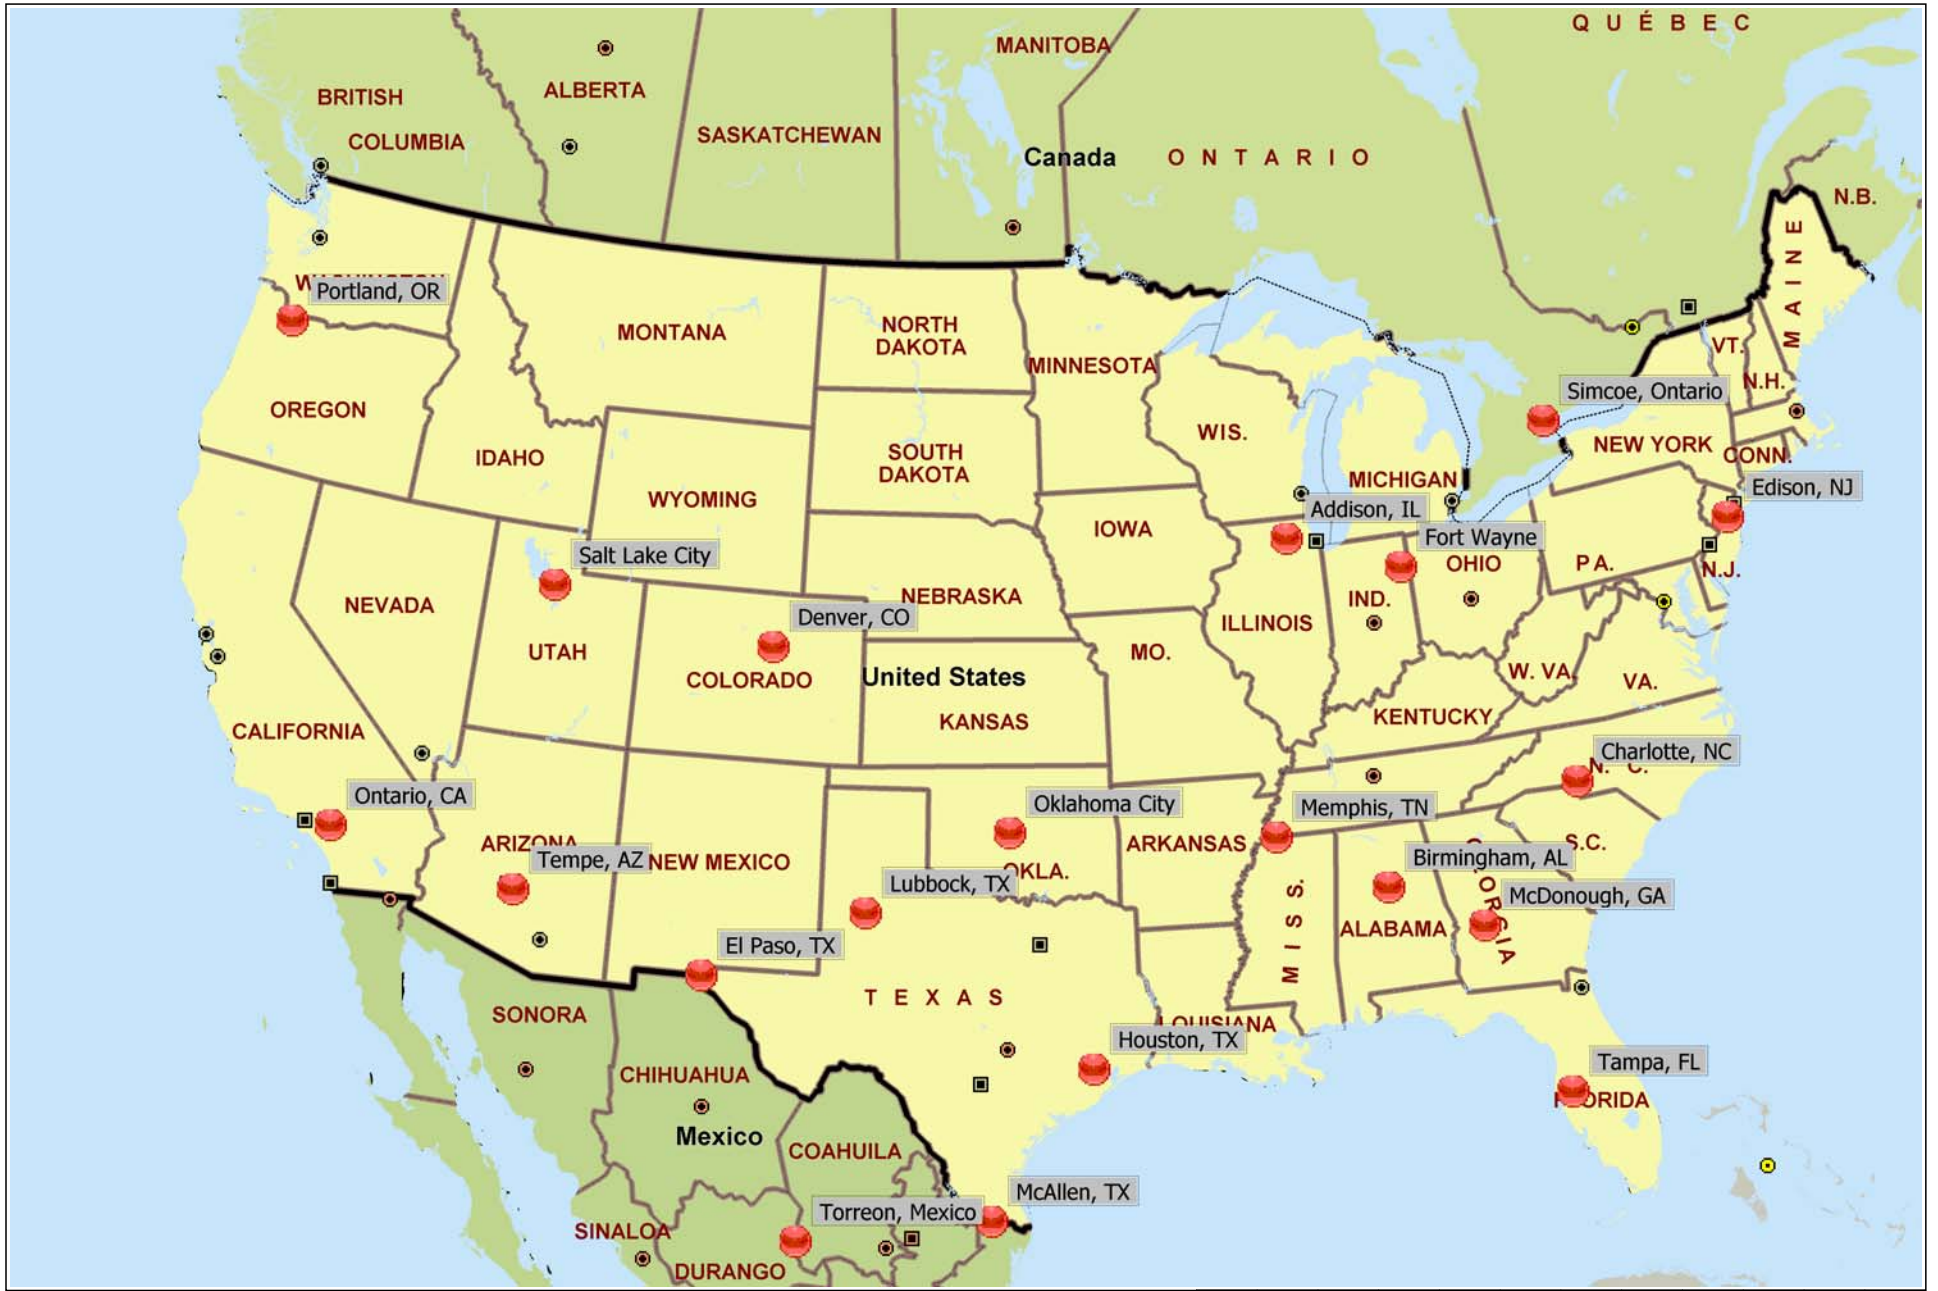 QUÉBEC
MANITOBA
ALBERTA
BRITISH
COLUMBIA
SASKATCHEWAN
Canada
ONTARIO
N.B.
MAINE
Portland, OR
MONTANA
NORTH
DAKOTA
MINNESOTA
VT.
N.H.
Simcoe, Ontario
OREGON
WIS.
NEW YORK
CONN.
IDAHO
SOUTH
DAKOTA
MICHIGAN
Edison, NJ
WYOMING
Addison, IL
IOWA
Fort Wayne
Salt Lake City
OHIO
PA.
N.J.
NEVADA
NEBRASKA
IND.
Denver, CO
ILLINOIS
UTAH
MO.
COLORADO
United States
W. VA.
VA.
KANSAS
KENTUCKY
CALIFORNIA
Charlotte, NC
N. C.
Ontario, CA
Oklahoma City
Memphis, TN
ARIZONA
Tempe, AZ
NEW MEXICO
ARKANSAS
S.C.
Birmingham, AL
OKLA.
Lubbock, TX
McDonough, GA
GEORGIA
MISS.
ALABAMA
El Paso, TX
TEXAS
SONORA
LOUISIANA
Houston, TX
Tampa, FL
CHIHUAHUA
FLORIDA
Mexico
COAHUILA
McAllen, TX
Torreon, Mexico
SINALOA
DURANGO